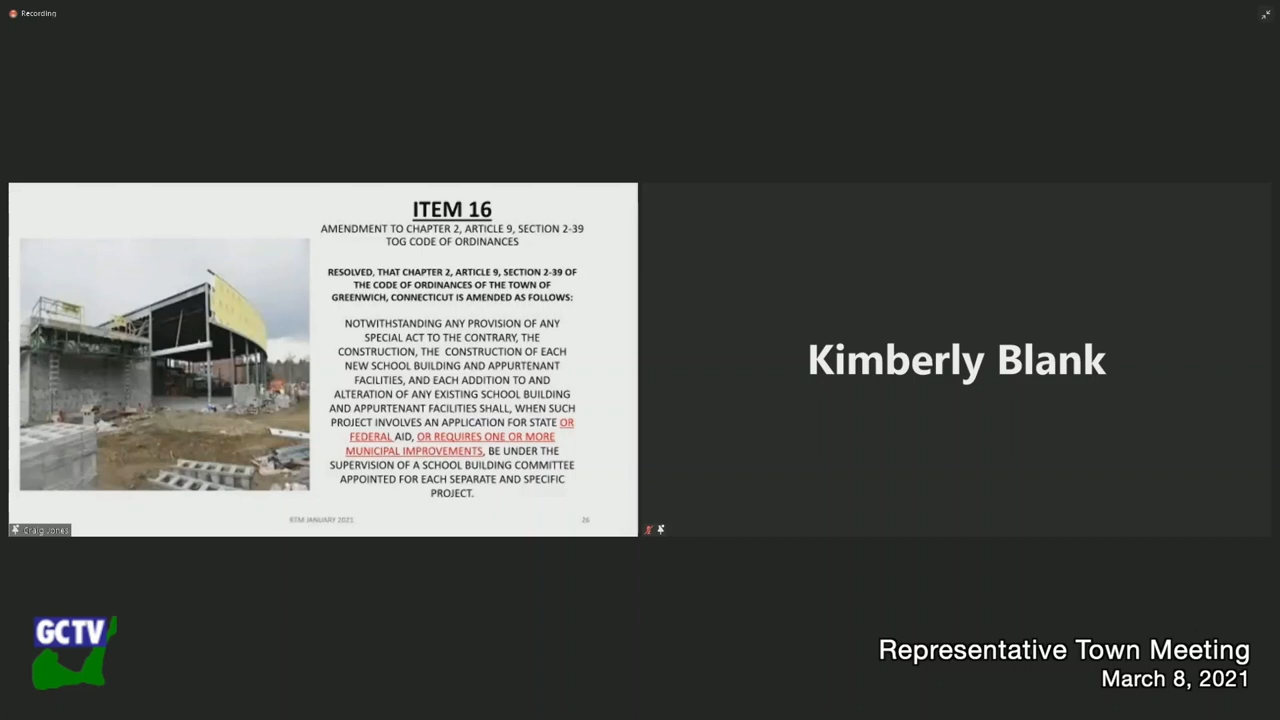 Recording
ITEM 16
AMENDMENT TO CHAPTER 2, ARTICLE 9, SECTION 2-39
TOG CODE OF ORDINANCES
RESOLVED, THAT CHAPTER 2, ARTICLE 9, SECTION 2-39 OF
THE CODE OF ORDINANCES OF THE TOWN OF
GREENWICH, CONNECTICUT IS AMENDED AS FOLLOWS:
NOTWITHSTANDING ANY PROVISION OF ANY
SPECIAL ACT TO THE CONTRARY, THE
CONSTRUCTION, THE CONSTRUCTION OF EACH
NEW SCHOOL BUILDING AND APPURTENANT
FACILITIES, AND EACH ADDITION TO AND
ALTERATION OF ANY EXISTING SCHOOL BUILDING
AND APPURTENANT FACILITIES SHALL, WHEN SUCH
PROJECT INVOLVES AN APPLICATION FOR STATE OR
FEDERAL AID, OR REQUIRES ONE OR MORE
MUNICIPAL IMPROVEMENTS, BE UNDER THE
SUPERVISION OF A SCHOOL BUILDING COMMITTEE
APPOINTED FOR EACH SEPARATE AND SPECIFIC
PROJECT.
RTM JANUARY 2021
26
Craig Jones
Kimberly Blank
GCTV
Representative Town Meeting
March 8, 2021